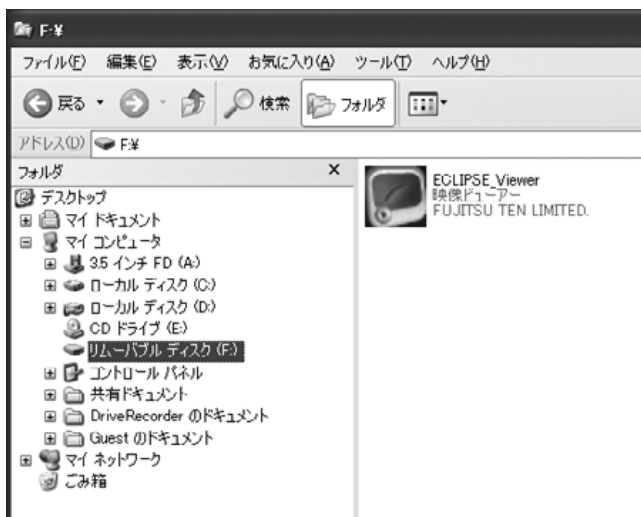 F:¥
ファイル(F) 編集(E) 表示(V) お気に入り(A) ツール(T) ヘルプ(H)
戻る 検索 フォルダ
アドレス(D) F:¥
フォルダ x
デスクトップ
マイ ドキュメント
マイ コンピュータ
3.5 インチ FD (A:)
ローカル ディスク (C:)
ローカル ディスク (D:)
CD ドライブ (E:)
リムーバブル ディスク (F:)
コントロール パネル
共有ドキュメント
DriveRecorder のドキュメント
Guest のドキュメント
マイ ネットワーク
ごみ箱
ECLIPSE_Viewer
映像ビューアー
FUJITSU TEN LIMITED.